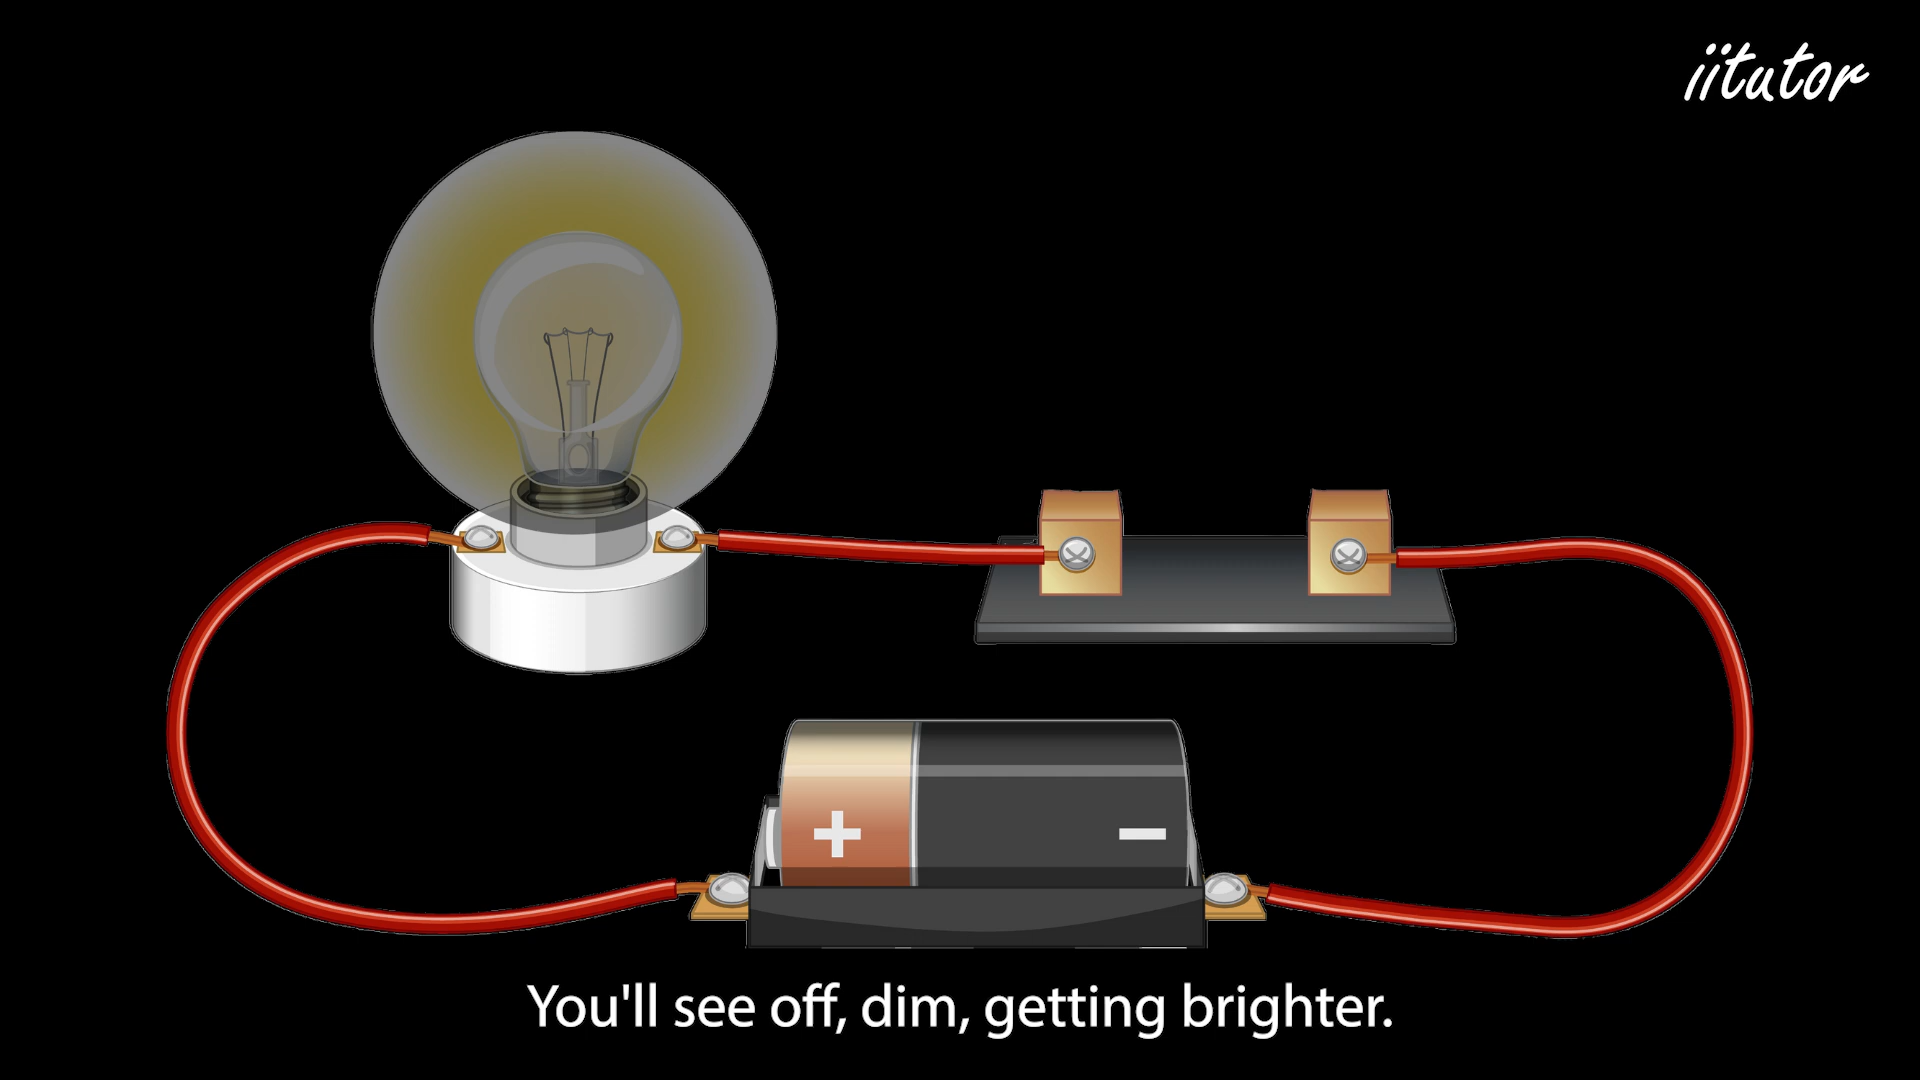 iitutor
+
−
You'll see off, dim, getting brighter.